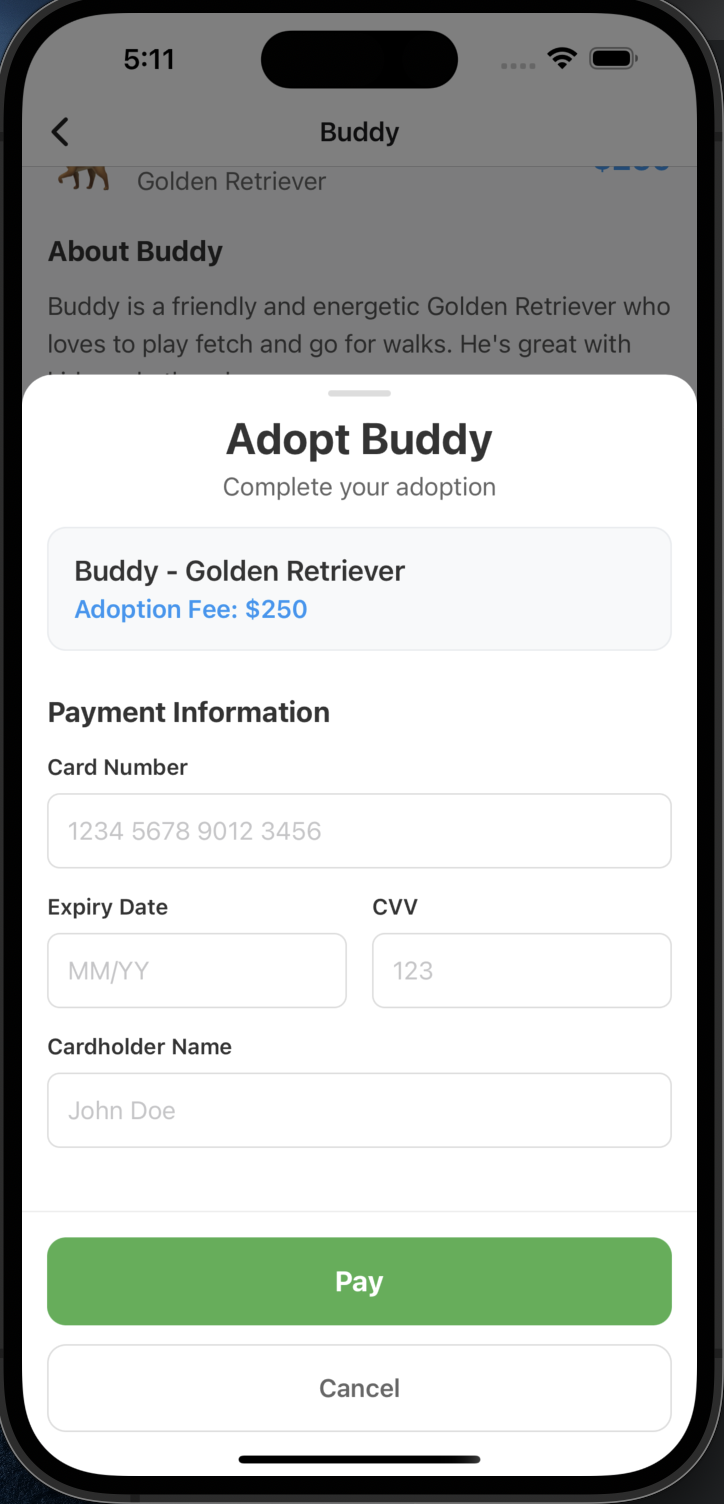 5:11
Buddy
Golden Retriever
About Buddy
Buddy is a friendly and energetic Golden Retriever who
loves to play fetch and go for walks. He's great with
Adopt Buddy
Complete your adoption
Buddy - Golden Retriever
Adoption Fee: $250
Payment Information
Card Number
1234 5678 9012 3456
Expiry Date
CVV
MM/YY
123
Cardholder Name
John Doe
Pay
Cancel